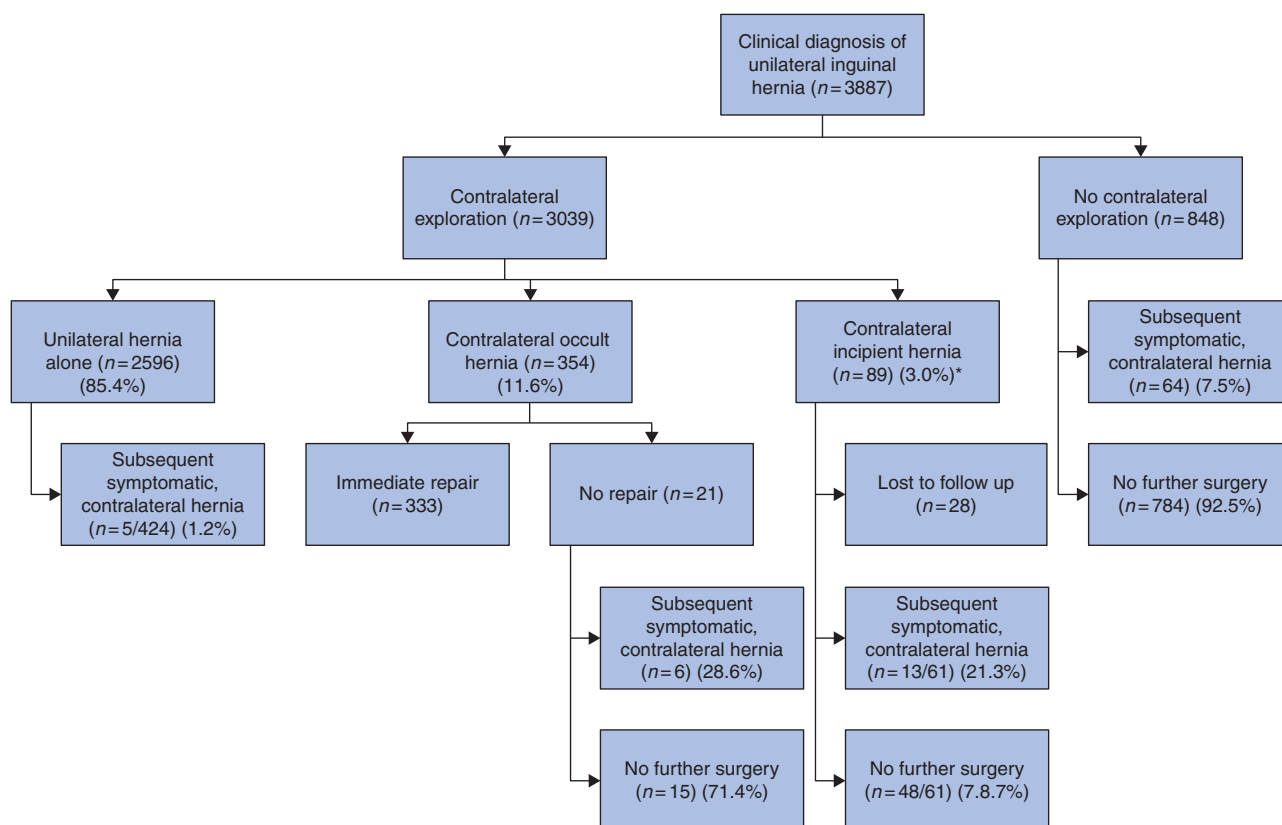 Clinical diagnosis of
unilateral inguinal
hernia (n=3887)
Contralateral
exploration (n=3039)
No contralateral
exploration (n=848)
Unilateral hernia
alone (n=2596)
(85.4%)
Contralateral occult
hernia (n=354)
(11.6%)
Contralateral
incipient hernia
(n=89) (3.0%)*
Subsequent
symptomatic,
contralateral hernia
(n=64) (7.5%)
Subsequent
symptomatic,
contralateral hernia
(n=5/424) (1.2%)
Immediate repair
(n=333)
No repair (n=21)
Lost to follow up
(n=28)
No further surgery
(n=784) (92.5%)
Subsequent
symptomatic,
contralateral hernia
(n=6) (28.6%)
Subsequent
symptomatic,
contralateral hernia
(n=13/61) (21.3%)
No further surgery
(n=15) (71.4%)
No further surgery
(n=48/61) (7.8.7%)